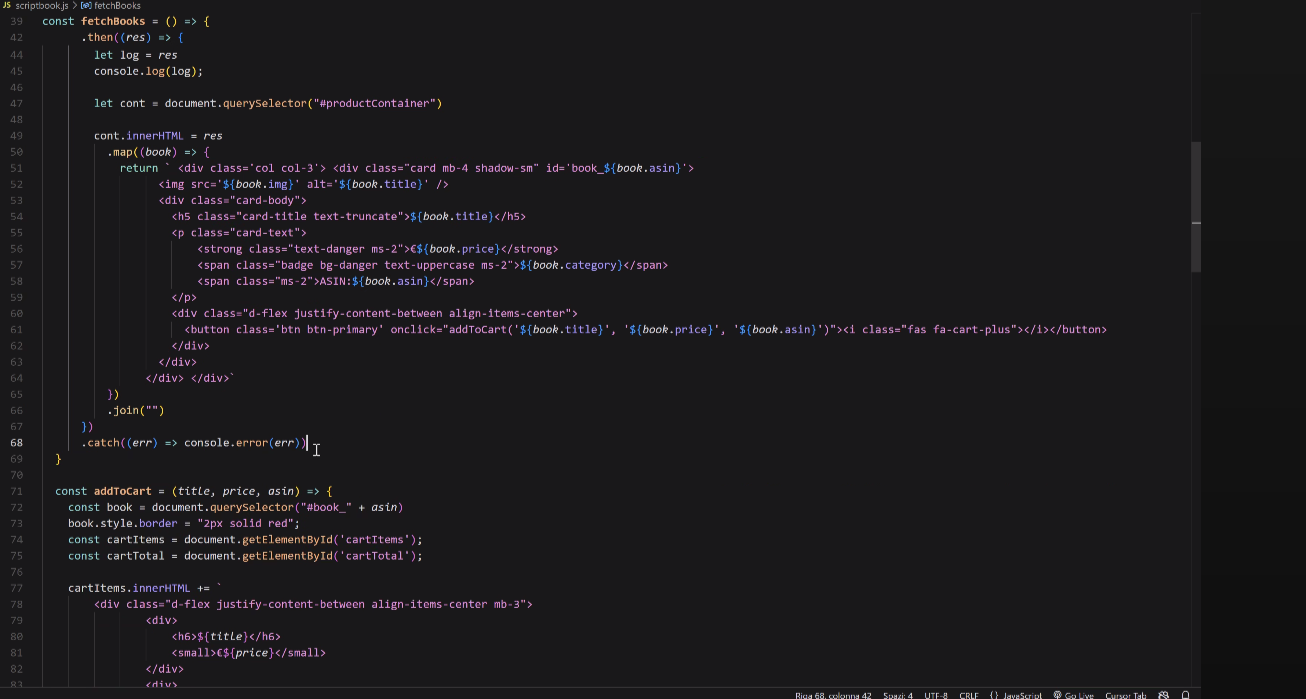 JS scriptbook.js > fetchBooks
39 const fetchBooks = () => {
42 .then((res) => {
44 let log = res
45 console.log(log);
46
47 let cont = document.querySelector("#productContainer")
48
49 cont.innerHTML = res
50 .map((book) => {
51 return ` <div class='col col-3'> <div class="card mb-4 shadow-sm" id='book_${book.asin}'>
52 <img src='${book.img}' alt='${book.title}' />
53 <div class="card-body">
54 <h5 class="card-title text-truncate">${book.title}</h5>
55 <p class="card-text">
56 <strong class="text-danger ms-2">€${book.price}</strong>
57 <span class="badge bg-danger text-uppercase ms-2">${book.category}</span>
58 <span class="ms-2">ASIN:${book.asin}</span>
59 </p>
60 <div class="d-flex justify-content-between align-items-center">
61 <button class='btn btn-primary' onclick="addToCart('${book.title}', '${book.price}', '${book.asin}')"><i class="fas fa-cart-plus"></i></button>
62 </div>
63 </div>
64 </div> </div>`
65 })
66 .join("")
67 })
68 .catch((err) => console.error(err))
69 }
70
71 const addToCart = (title, price, asin) => {
72 const book = document.querySelector("#book_" + asin)
73 book.style.border = "2px solid red";
74 const cartItems = document.getElementById('cartItems');
75 const cartTotal = document.getElementById('cartTotal');
76
77 cartItems.innerHTML += `
78 <div class="d-flex justify-content-between align-items-center mb-3">
79 <div>
80 <h6>${title}</h6>
81 <small>€${price}</small>
82 </div>
83 <div>
Riga 68, colonna 42 Spazi: 4 UTF-8 CRLF {} JavaScript Go Live Cursor Tab